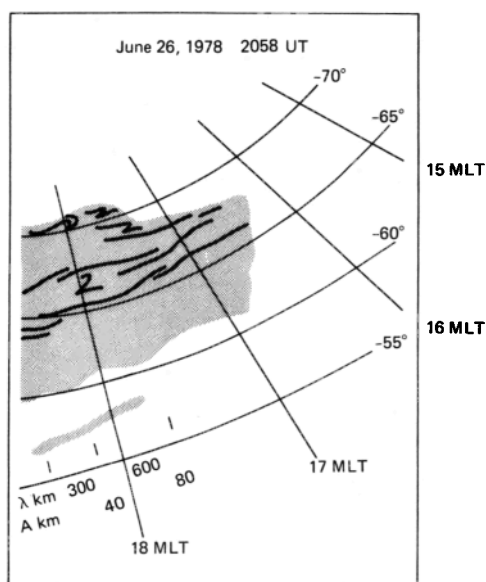 June 26, 1978 2058 UT
-70°
-65°
15 MLT
-60°
16 MLT
-55°
17 MLT
λ km 300 600
A km 40 80
18 MLT